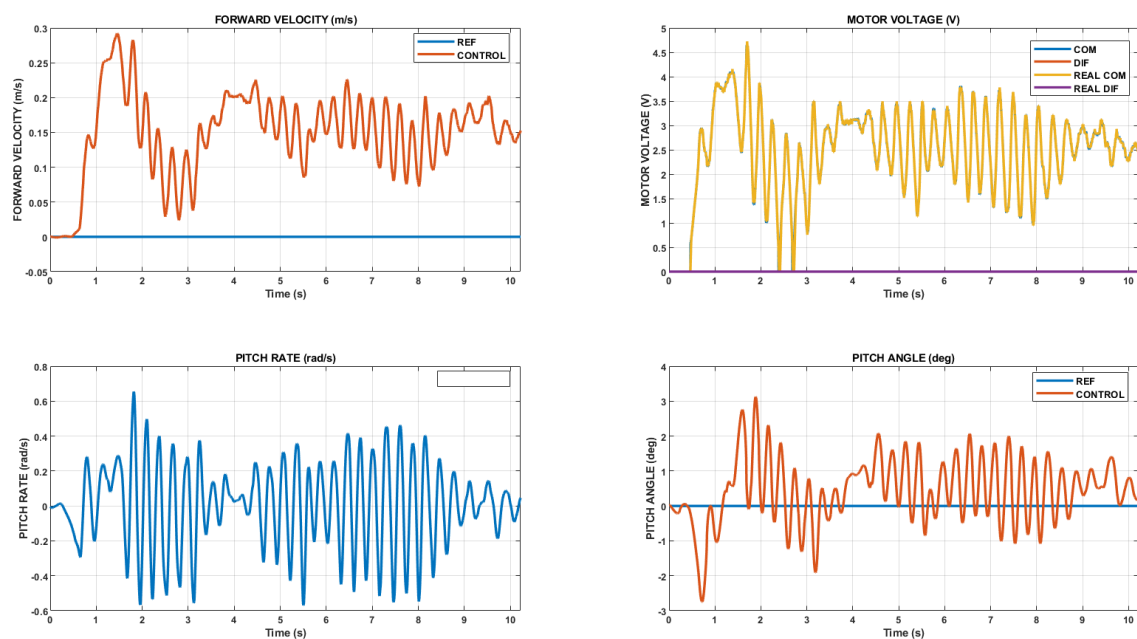 FORWARD VELOCITY (m/s)
0.3
0.25
0.2
0.15
0.1
0.05
0
-0.05
FORWARD VELOCITY (m/s)
REF
CONTROL
0 1 2 3 4 5 6 7 8 9 10
Time (s)
MOTOR VOLTAGE (V)
5
4.5
4
3.5
3
2.5
2
1.5
1
0.5
0
MOTOR VOLTAGE (V)
COM
DIF
REAL COM
REAL DIF
0 1 2 3 4 5 6 7 8 9 10
Time (s)
PITCH RATE (rad/s)
0.8
0.6
0.4
0.2
0
-0.2
-0.4
-0.6
PITCH RATE (rad/s)
0 1 2 3 4 5 6 7 8 9 10
Time (s)
PITCH ANGLE (deg)
4
3
2
1
0
-1
-2
-3
PITCH ANGLE (deg)
REF
CONTROL
0 1 2 3 4 5 6 7 8 9 10
Time (s)